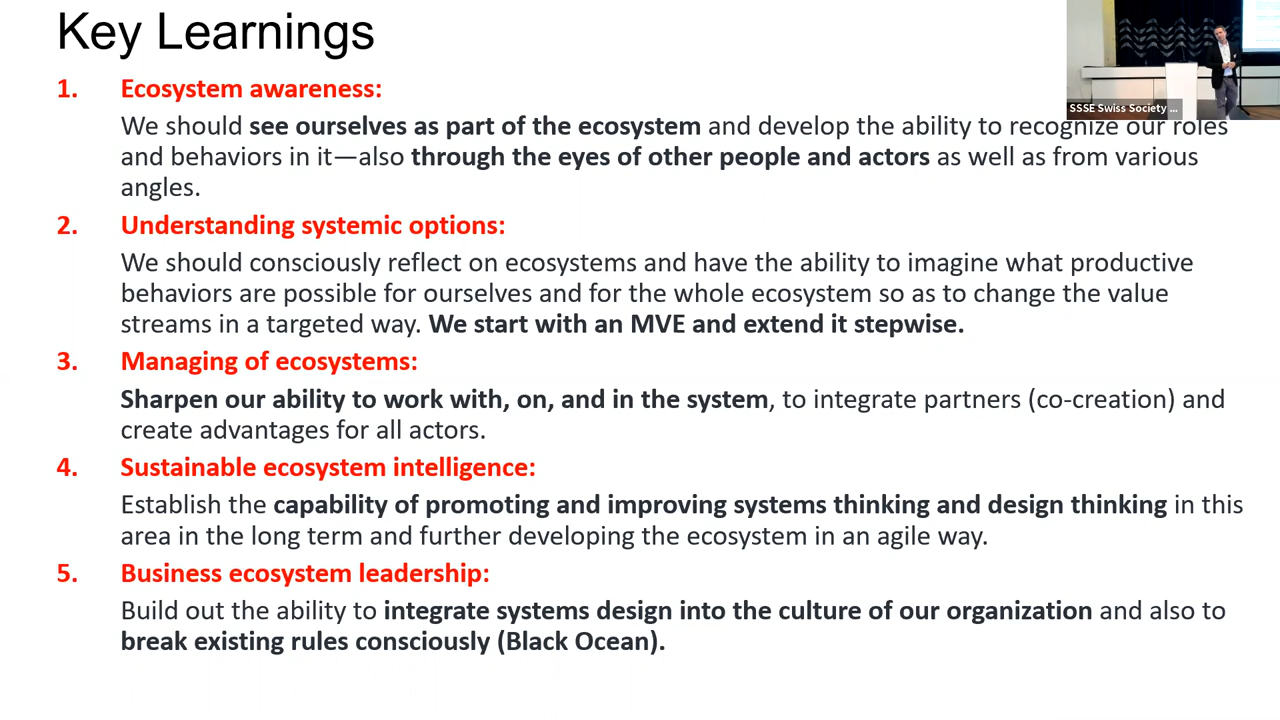 Key Learnings
SSSE Swiss Society ...
1. Ecosystem awareness:
We should see ourselves as part of the ecosystem and develop the ability to recognize our roles
and behaviors in it—also through the eyes of other people and actors as well as from various
angles.
2. Understanding systemic options:
We should consciously reflect on ecosystems and have the ability to imagine what productive
behaviors are possible for ourselves and for the whole ecosystem so as to change the value
streams in a targeted way. We start with an MVE and extend it stepwise.
3. Managing of ecosystems:
Sharpen our ability to work with, on, and in the system, to integrate partners (co-creation) and
create advantages for all actors.
4. Sustainable ecosystem intelligence:
Establish the capability of promoting and improving systems thinking and design thinking in this
area in the long term and further developing the ecosystem in an agile way.
5. Business ecosystem leadership:
Build out the ability to integrate systems design into the culture of our organization and also to
break existing rules consciously (Black Ocean).